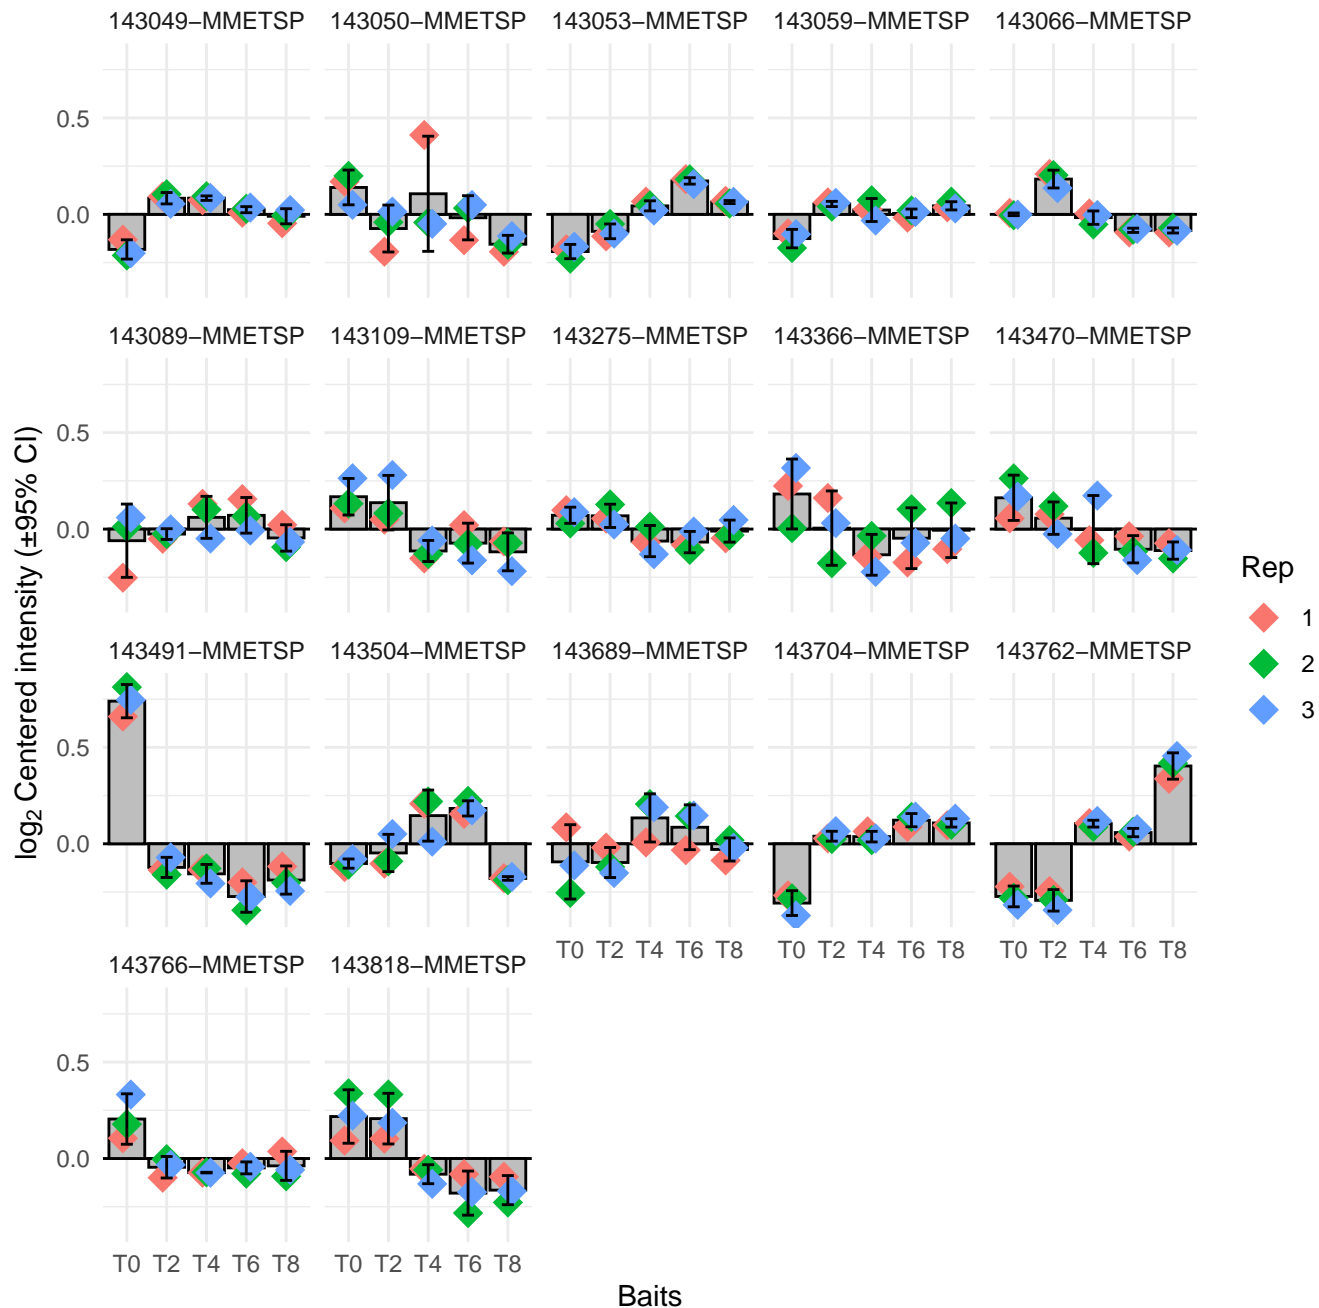 143049−MMETSP 143050−MMETSP 143053−MMETSP 143059−MMETSP 143066−MMETSP
0.5
0.0
143089−MMETSP 143109−MMETSP 143275−MMETSP 143366−MMETSP 143470−MMETSP
0.5
0.0
143491−MMETSP 143504−MMETSP 143689−MMETSP 143704−MMETSP 143762−MMETSP
0.5
0.0
T0 T2 T4 T6 T8 T0 T2 T4 T6 T8 T0 T2 T4 T6 T8
143766−MMETSP 143818−MMETSP
0.5
0.0
T0 T2 T4 T6 T8 T0 T2 T4 T6 T8
Baits
log2 Centered intensity (±95% CI)
Rep
1
2
3